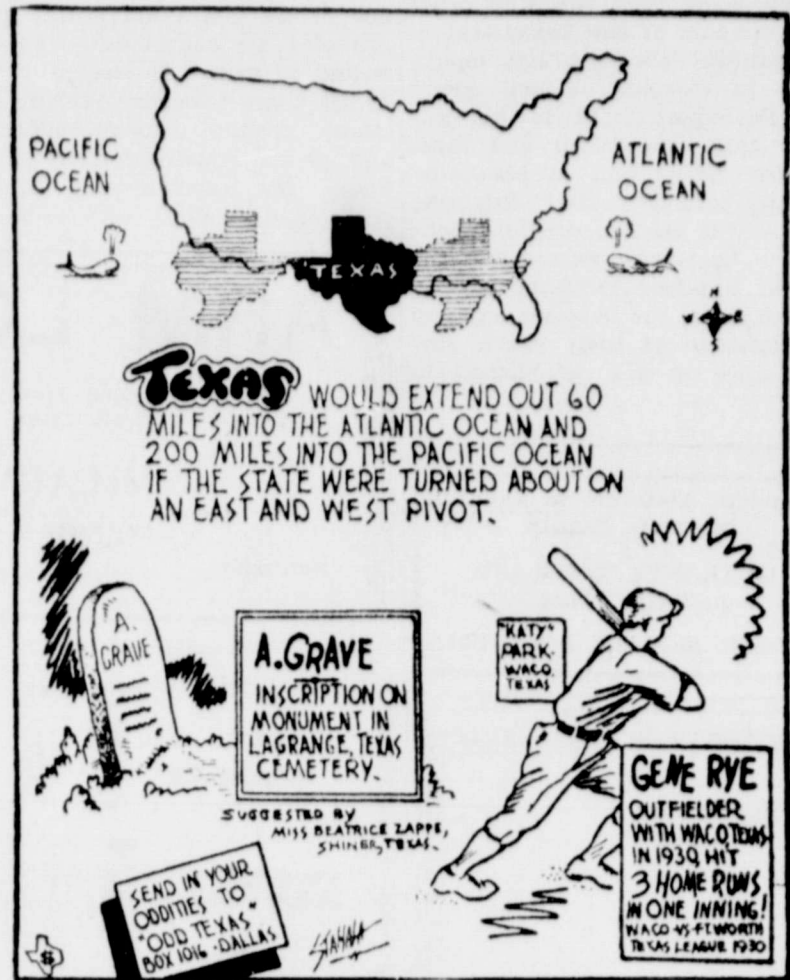 PACIFIC
OCEAN
ATLANTIC
OCEAN
TEXAS
N
W E
S
TEXAS WOULD EXTEND OUT 60
MILES INTO THE ATLANTIC OCEAN AND
200 MILES INTO THE PACIFIC OCEAN
IF THE STATE WERE TURNED ABOUT ON
AN EAST AND WEST PIVOT.
A.
GRAVE
A. GRAVE
INSCRIPTION ON
MONUMENT IN
LAGRANGE, TEXAS
CEMETERY.
SUGGESTED BY
MISS BEATRICE ZAPPE,
SHINER, TEXAS.
"KATY"
PARK-
WACO,
TEXAS
GENE RYE
OUTFIELDER
WITH WACO, TEXAS
IN 1930, HIT
3 HOME RUNS
IN ONE INNING!
WACO -VS- FT. WORTH
TEXAS LEAGUE 1930
SEND IN YOUR
ODDITIES TO
"ODD TEXAS"
BOX 1016 - DALLAS